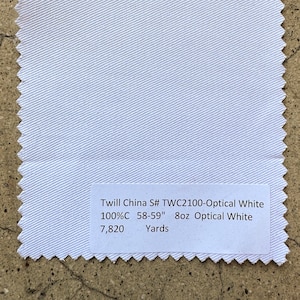 Twill China S# TWC2100-Optical White
100%C 58-59" 8oz Optical White
7,820 Yards